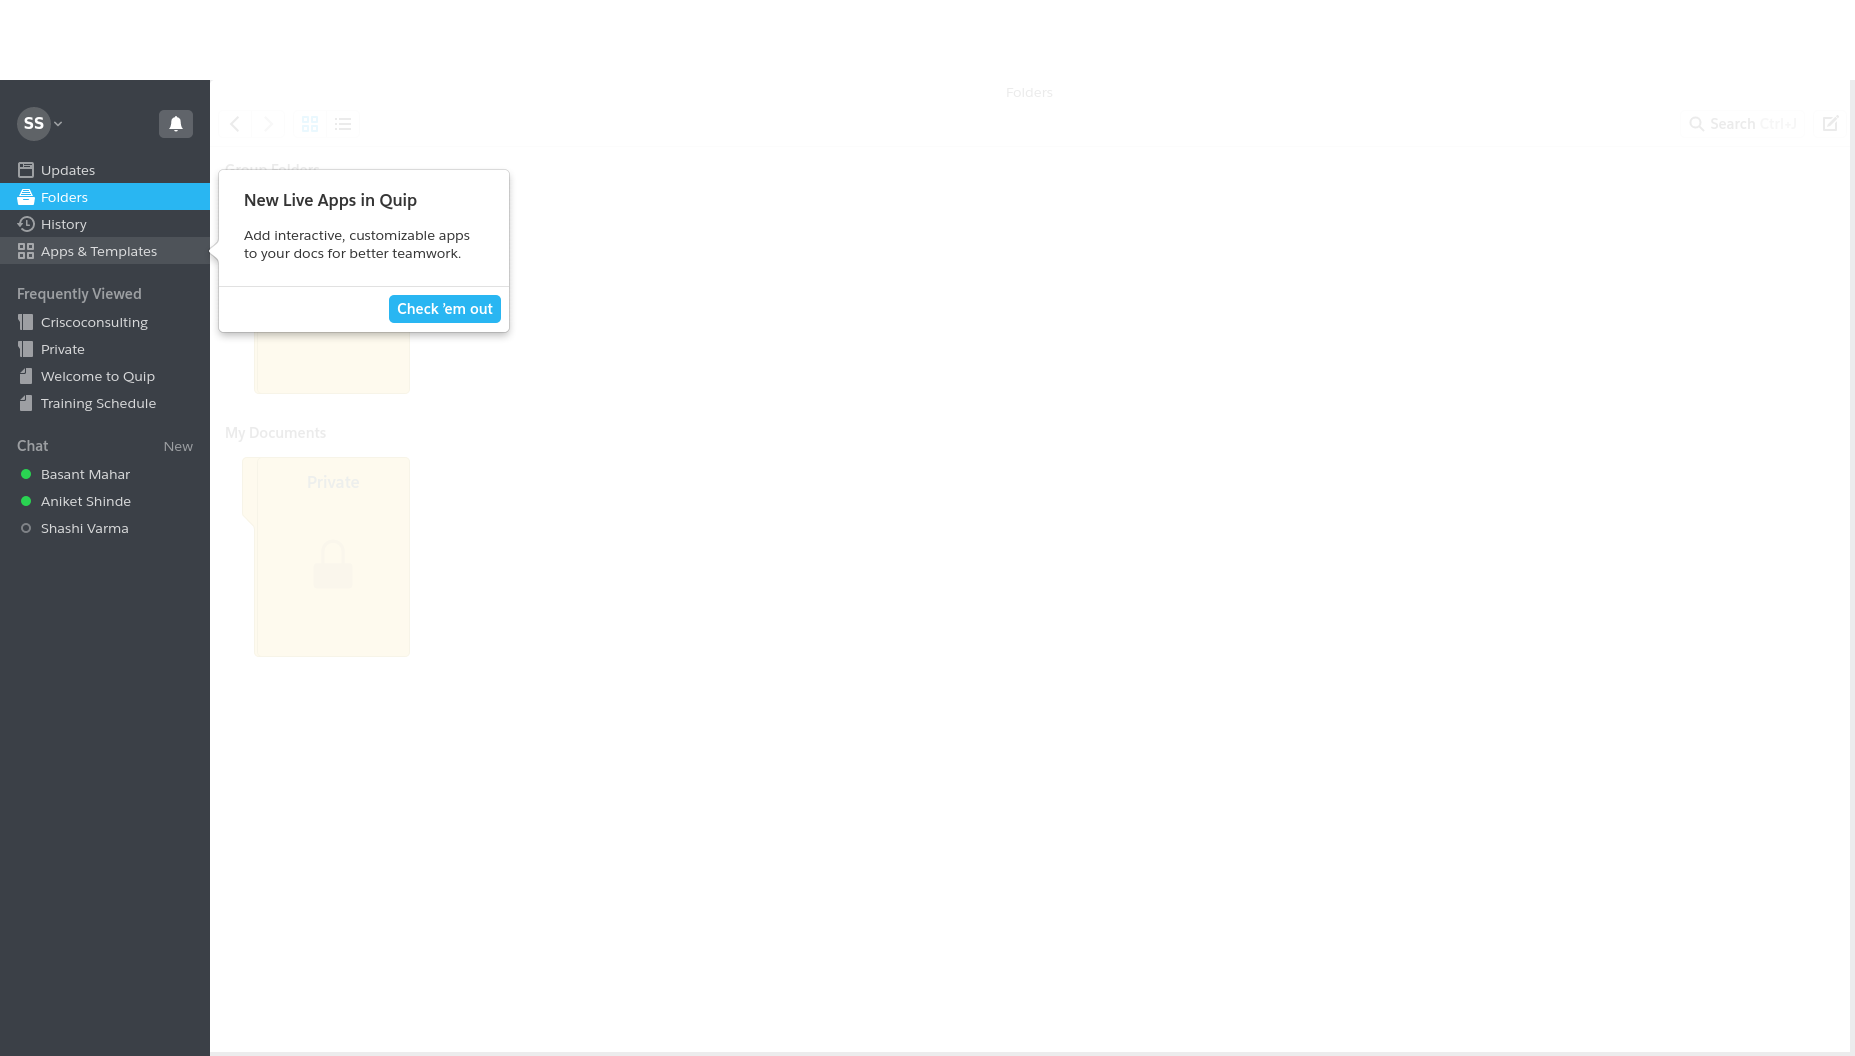 Folders
SS
Search Ctrl+J
Updates
Folders
History
Apps & Templates
Group Folders
New Live Apps in Quip
Add interactive, customizable apps
to your docs for better teamwork.
Check 'em out
Frequently Viewed
Criscoconsulting
Private
Welcome to Quip
Training Schedule
Chat New
Basant Mahar
Aniket Shinde
Shashi Varma
My Documents
Private